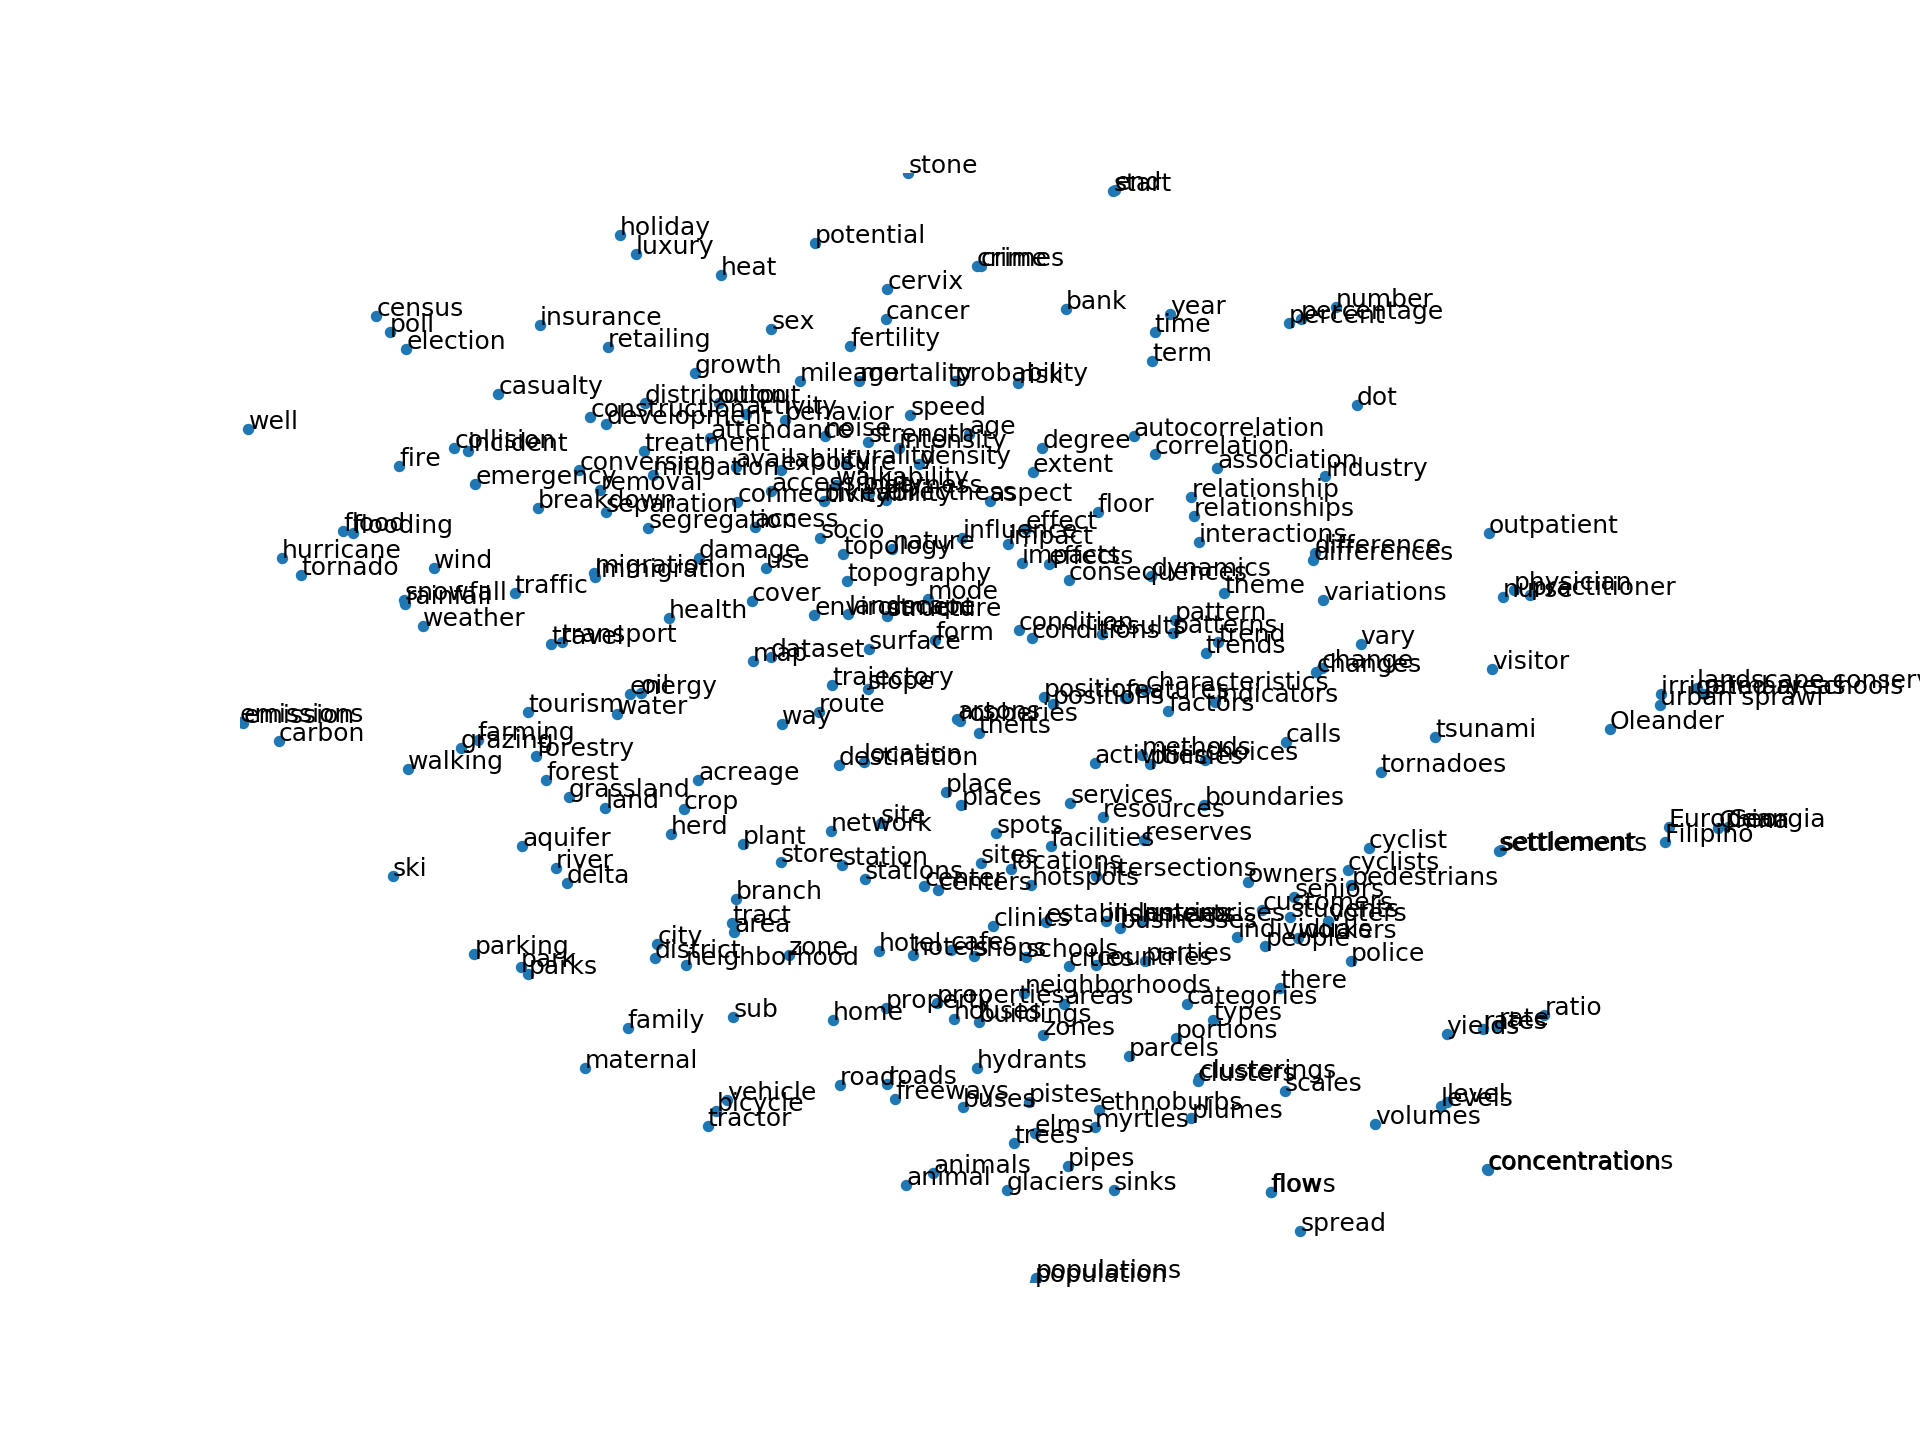 stone
end
start
holiday
luxury
potential
heat
crime
crimes
cervix
census
poll
election
insurance
retailing
sex
cancer
fertility
bank
year
time
term
number
percentage
percent
growth
mileage
mortality
probability
risk
casualty
distribution
output
construction
activity
development
behavior
attendance
noise
speed
strength
intensity
age
degree
extent
dot
autocorrelation
correlation
association
industry
well
collision
incident
fire
emergency
treatment
conversion
mitigation
removal
breakdown
separation
segregation
availability
exposure
rurality
density
walkability
access
aspect
floor
relationship
relationships
interactions
difference
differences
outpatient
flood
flooding
hurricane
tornado
wind
snowfall
rainfall
weather
traffic
migration
immigration
damage
use
socio
nature
topology
influence
effect
impact
impacts
effects
consequences
dynamics
theme
variations
physician
nurse
practitioner
topography
mode
cover
health
environment
landscape
structure
form
surface
condition
conditions
results
pattern
patterns
trend
trends
vary
change
changes
visitor
travel
transport
map
dataset
trajectory
slope
oil
energy
water
tourism
way
route
position
positions
features
characteristics
indicators
factors
landscape conserv
urban sprawl
Oleander
emissions
emission
carbon
farming
grazing
forestry
walking
forest
grassland
land
acreage
crop
herd
arsons
robberies
thefts
location
destination
activities
methods
policies
calls
tsunami
tornadoes
place
places
services
resources
boundaries
reserves
facilities
spots
site
network
European
Georgia
Filipino
settlement
settlements
cyclist
cyclists
pedestrians
aquifer
river
delta
ski
plant
store
station
stations
sites
locations
hotspots
intersections
center
centers
owners
seniors
customers
students
workers
individuals
people
police
there
branch
tract
area
city
district
neighborhood
zone
parking
park
parks
clinics
establishments
businesses
hotel
hotels
cafes
shops
schools
cities
countries
parties
neighborhoods
areas
categories
types
portions
parcels
zones
family
maternal
sub
home
property
properties
houses
buildings
hydrants
ratio
rate
rates
yields
level
levels
volumes
clusterings
clusters
scales
vehicle
bicycle
tractor
road
roads
freeways
buses
pistes
ethnoburbs
myrtles
plumes
elms
trees
pipes
animals
animal
glaciers
sinks
concentration
concentrations
flow
flows
spread
populations
population